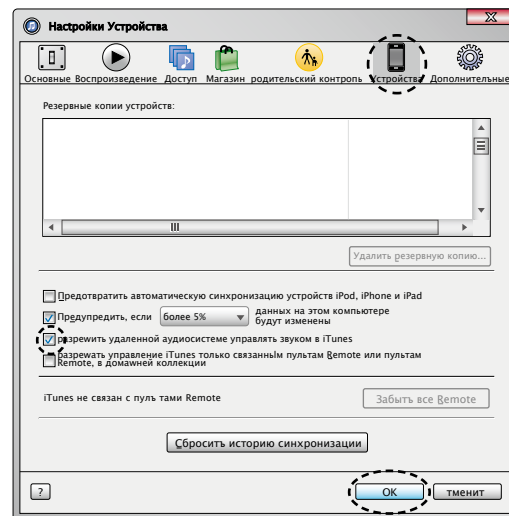 Настройки Устройства
Основные Воспроизведение Доступ Магазин родительский контроль Устройства Дополнительные
Резервные копии устройств:
Удалить резервную копию...
Предотвратить автоматическую синхронизацию устройств iPod, iPhone и iPad
Предупредить, если более 5% данных на этом компьютере
будут изменены
разрешить удаленной аудиосистеме управлять звуком в iTunes
разрешать управление iTunes только связанным пультам Remote или пультам
Remote, в домашней коллекции
iTunes не связан с пуль тами Remote
Забыть все Remote
Сбросить историю синхронизации
?
OK
тменит